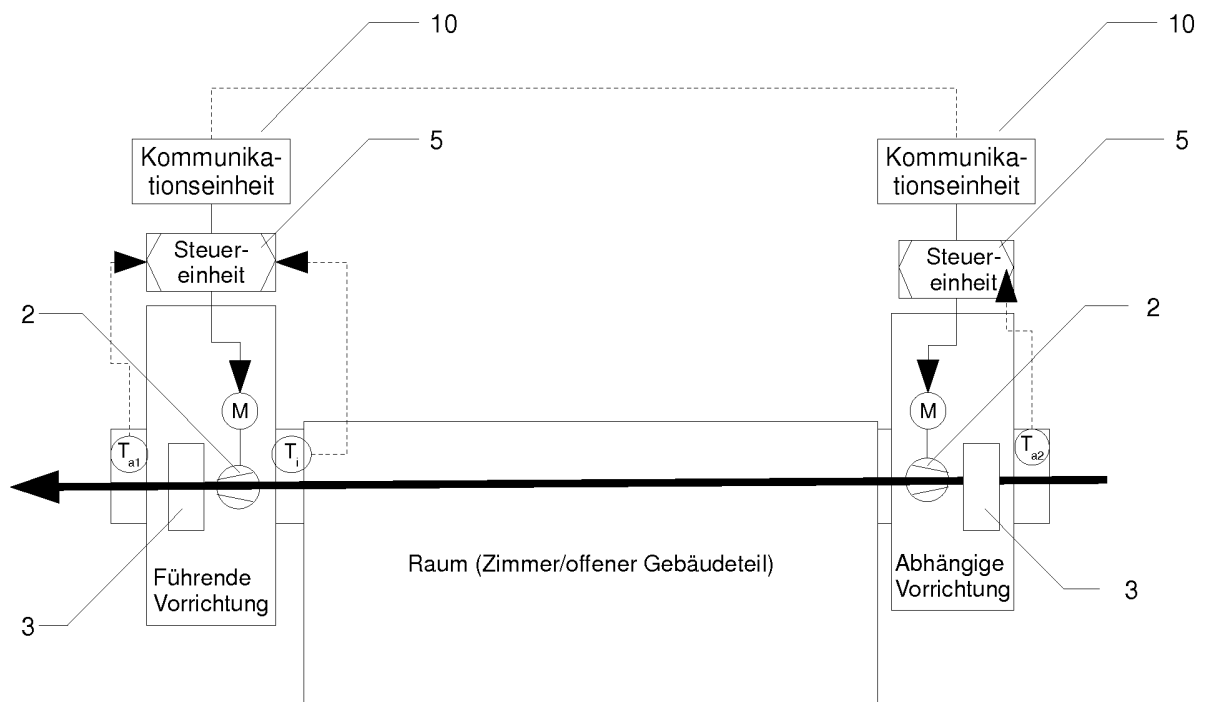 10
10
5
5
Kommunika-
tionseinheit
Kommunika-
tionseinheit
Steuer-
einheit
Steuer-
einheit
2
2
M
M
Ta1
Ti
Ta2
Raum (Zimmer/offener Gebäudeteil)
Führende
Vorrichtung
Abhängige
Vorrichtung
3
3